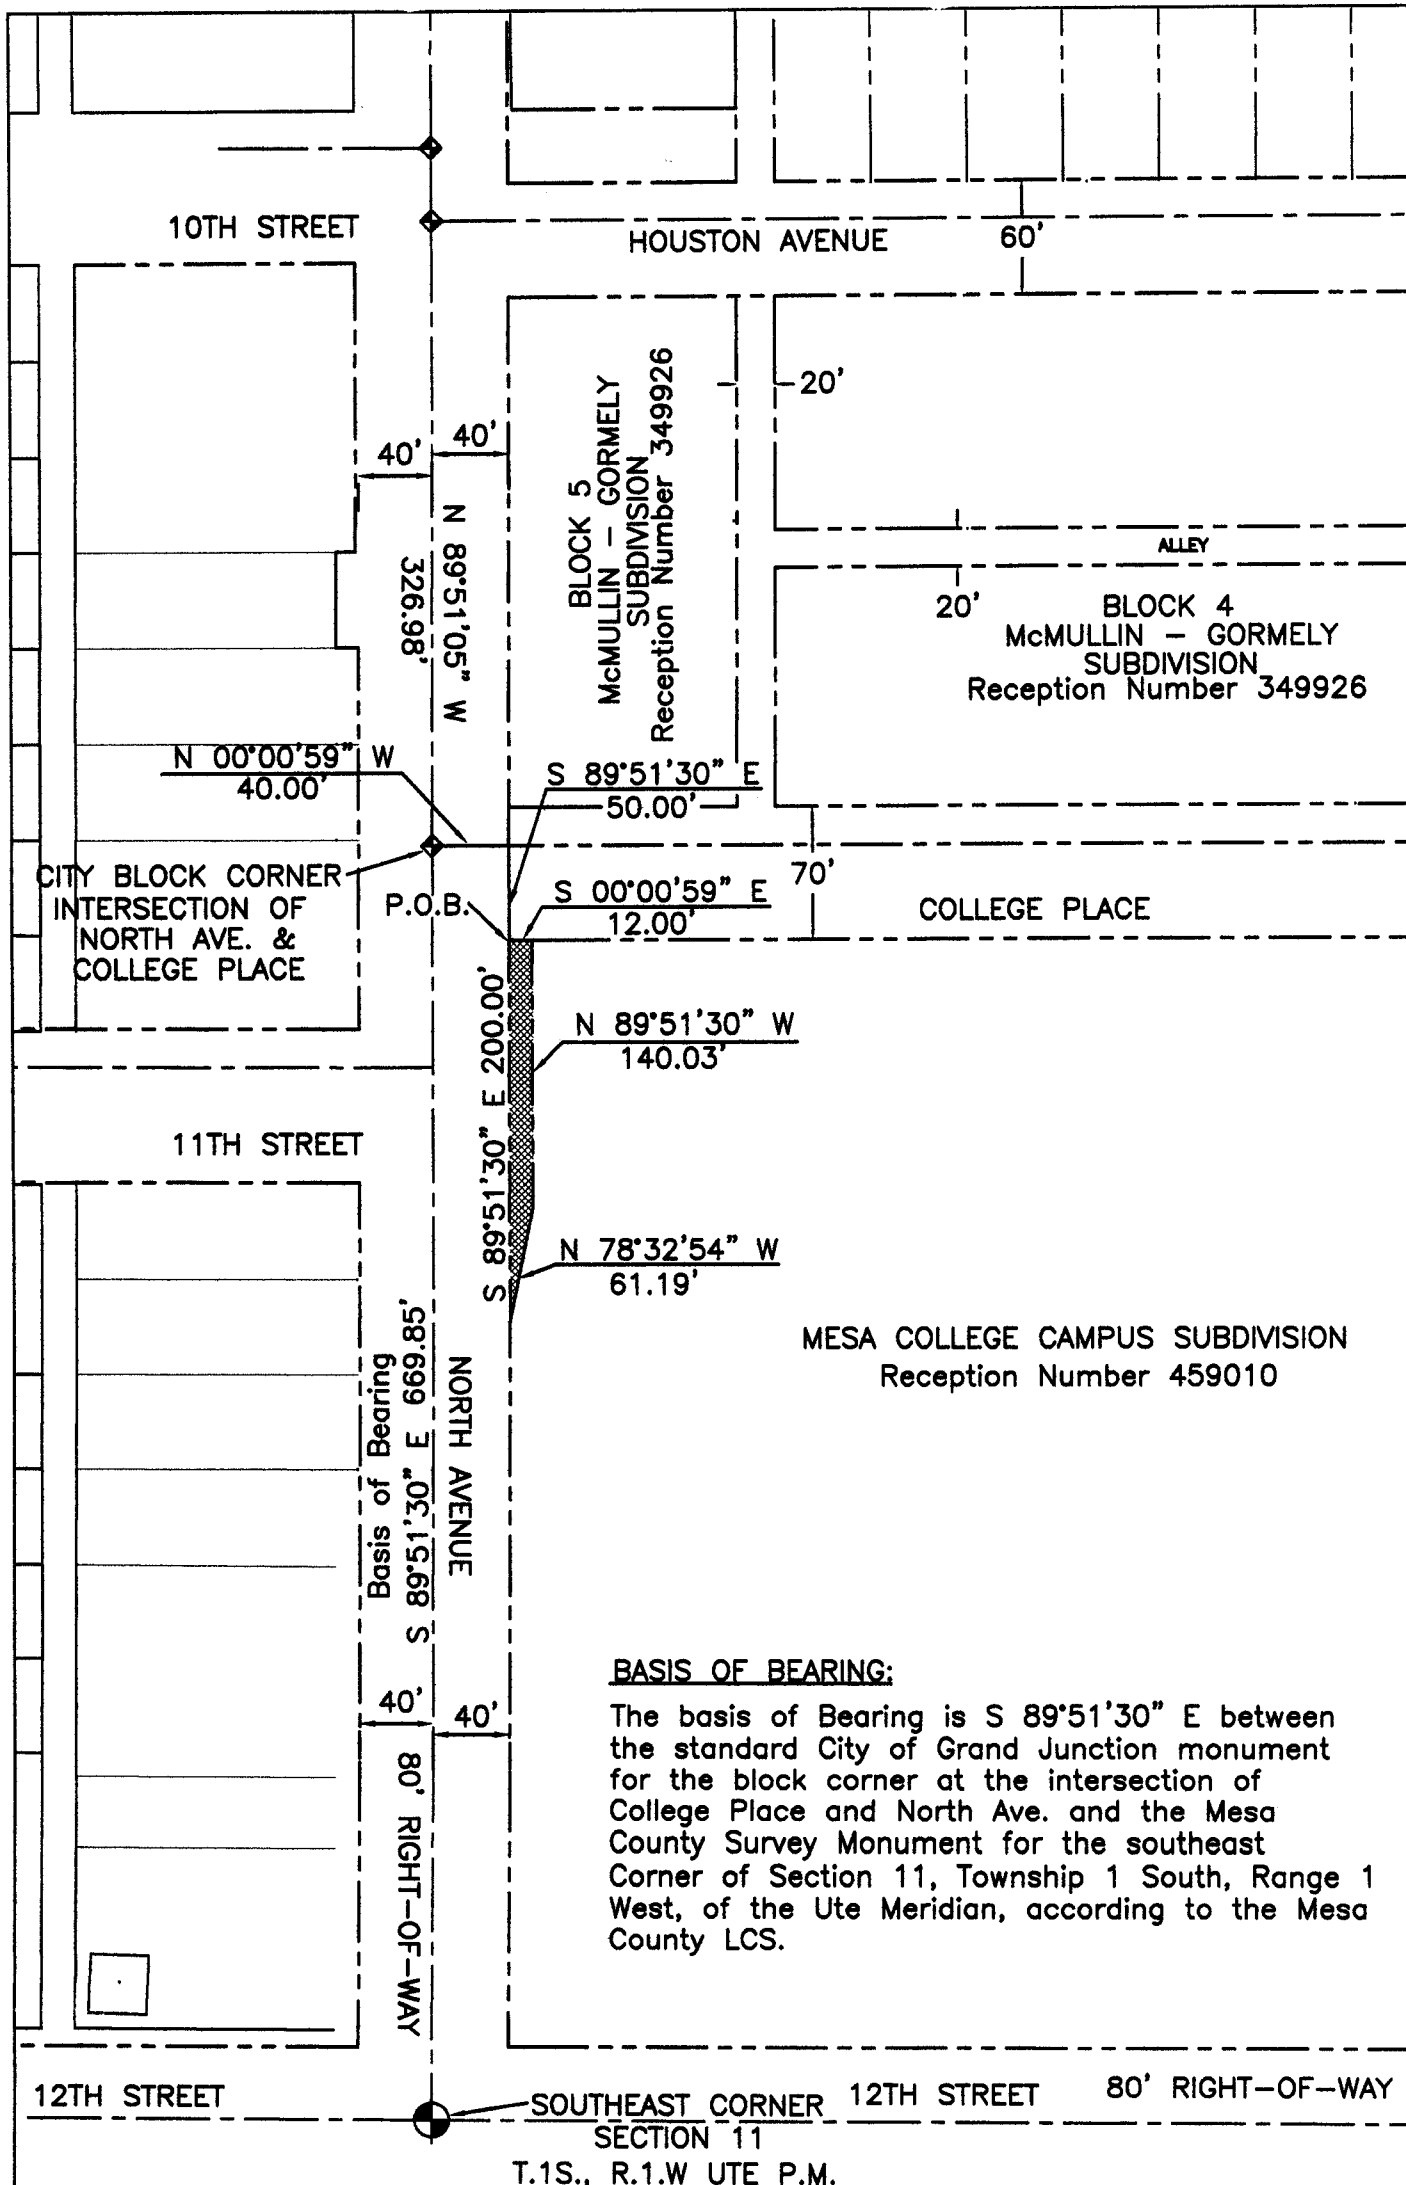 10TH STREET
HOUSTON AVENUE
60'
20'
40'
40'
N 89°51'05" W
326.98'
BLOCK 5
McMULLIN - GORMELY
SUBDIVISION
Reception Number 349926
ALLEY
20'
BLOCK 4
McMULLIN - GORMELY
SUBDIVISION
Reception Number 349926
N 00°00'59" W
40.00'
S 89°51'30" E
50.00'
CITY BLOCK CORNER
INTERSECTION OF
NORTH AVE. &
COLLEGE PLACE
P.O.B.
S 00°00'59" E
12.00'
70'
COLLEGE PLACE
S 89°51'30" E 200.00'
N 89°51'30" W
140.03'
11TH STREET
N 78°32'54" W
61.19'
MESA COLLEGE CAMPUS SUBDIVISION
Reception Number 459010
Basis of Bearing
S 89°51'30" E 669.85'
NORTH AVENUE
40'
40'
80' RIGHT-OF-WAY
BASIS OF BEARING:
The basis of Bearing is S 89°51'30" E between
the standard City of Grand Junction monument
for the block corner at the intersection of
College Place and North Ave. and the Mesa
County Survey Monument for the southeast
Corner of Section 11, Township 1 South, Range 1
West, of the Ute Meridian, according to the Mesa
County LCS.
12TH STREET
SOUTHEAST CORNER
SECTION 11
T.1S., R.1.W UTE P.M.
12TH STREET
80' RIGHT-OF-WAY